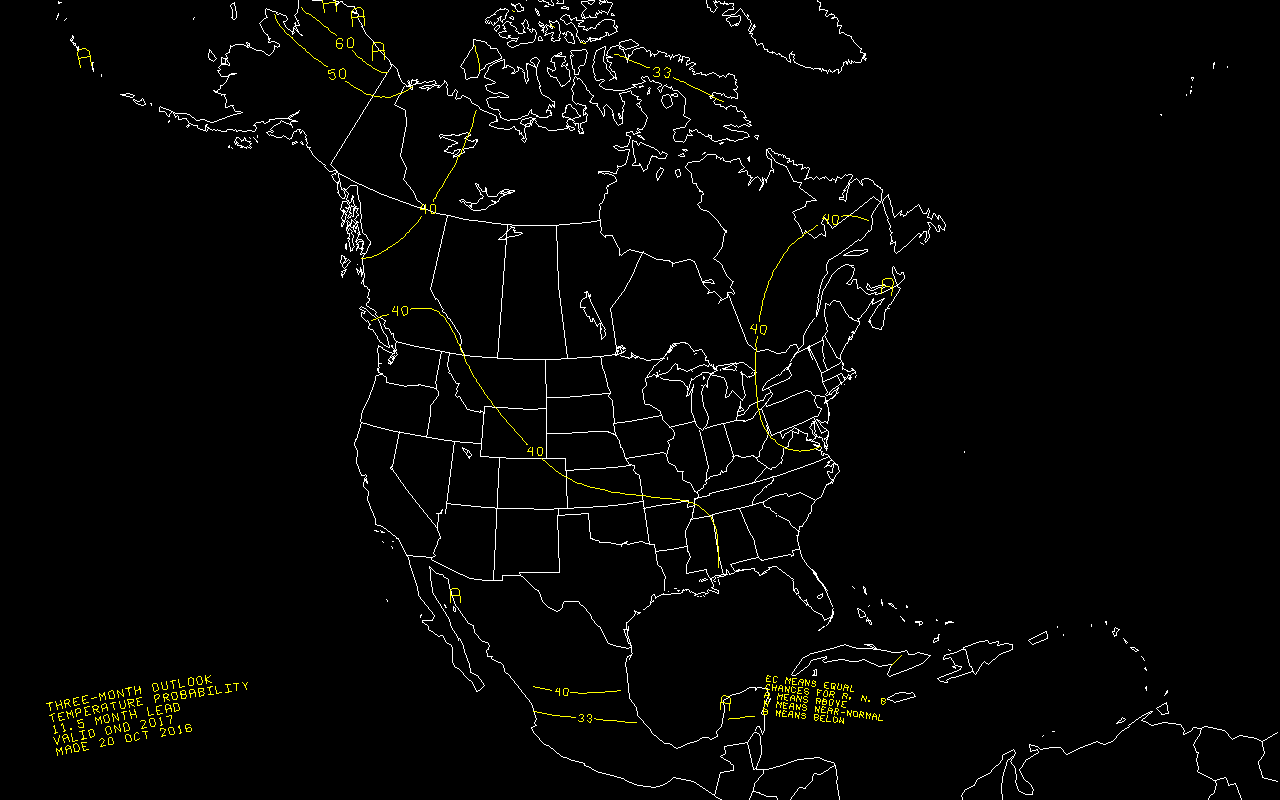 A
A
A
60
50
33
40
40
40
40
A
40
A
40
33
A
THREE-MONTH OUTLOOK
TEMPERATURE PROBABILITY
11.5 MONTH LEAD
VALID OND 2017
MADE 20 OCT 2016
EC MEANS EQUAL
CHANCES FOR A, N, B
A MEANS ABOVE
N MEANS NEAR-NORMAL
B MEANS BELOW